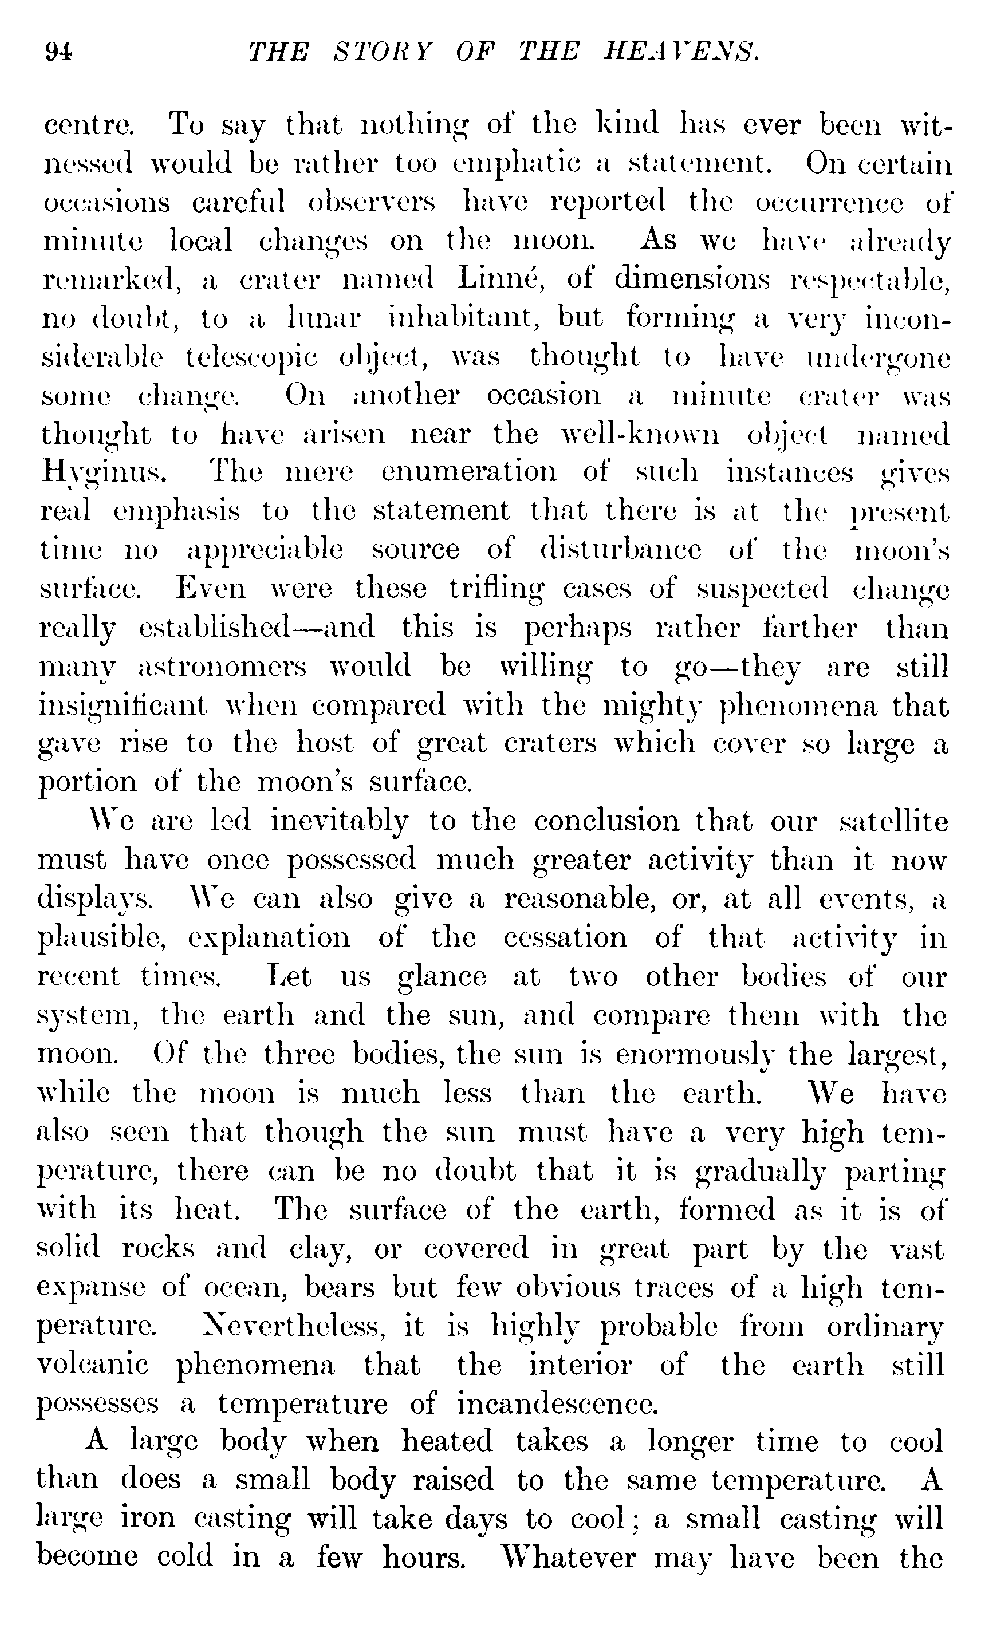 94 THE STORY OF THE HEAVENS.
centre. To say that nothing of the kind has ever been wit-
nessed would be rather too emphatic a statement. On certain
occasions careful observers have reported the occurrence of
minute local changes on the moon. As we have already
remarked, a crater named Linné, of dimensions respectable,
no doubt, to a lunar inhabitant, but forming a very incon-
siderable telescopic object, was thought to have undergone
some change. On another occasion a minute crater was
thought to have arisen near the well-known object named
Hyginus. The mere enumeration of such instances gives
real emphasis to the statement that there is at the present
time no appreciable source of disturbance of the moon's
surface. Even were these trifling cases of suspected change
really established—and this is perhaps rather farther than
many astronomers would be willing to go—they are still
insignificant when compared with the mighty phenomena that
gave rise to the host of great craters which cover so large a
portion of the moon's surface.
We are led inevitably to the conclusion that our satellite
must have once possessed much greater activity than it now
displays. We can also give a reasonable, or, at all events, a
plausible, explanation of the cessation of that activity in
recent times. Let us glance at two other bodies of our
system, the earth and the sun, and compare them with the
moon. Of the three bodies, the sun is enormously the largest,
while the moon is much less than the earth. We have
also seen that though the sun must have a very high tem-
perature, there can be no doubt that it is gradually parting
with its heat. The surface of the earth, formed as it is of
solid rocks and clay, or covered in great part by the vast
expanse of ocean, bears but few obvious traces of a high tem-
perature. Nevertheless, it is highly probable from ordinary
volcanic phenomena that the interior of the earth still
possesses a temperature of incandescence.
A large body when heated takes a longer time to cool
than does a small body raised to the same temperature. A
large iron casting will take days to cool; a small casting will
become cold in a few hours. Whatever may have been the